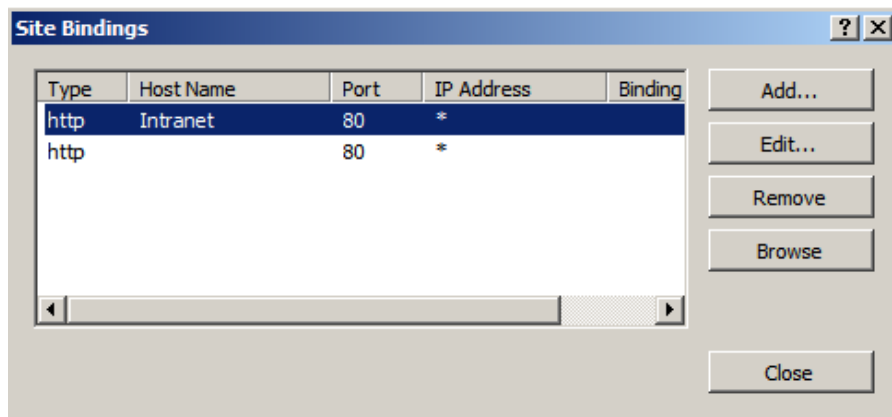 Site Bindings
Type Host Name Port IP Address Binding
http Intranet 80 *
http 80 *
Add...
Edit...
Remove
Browse
Close